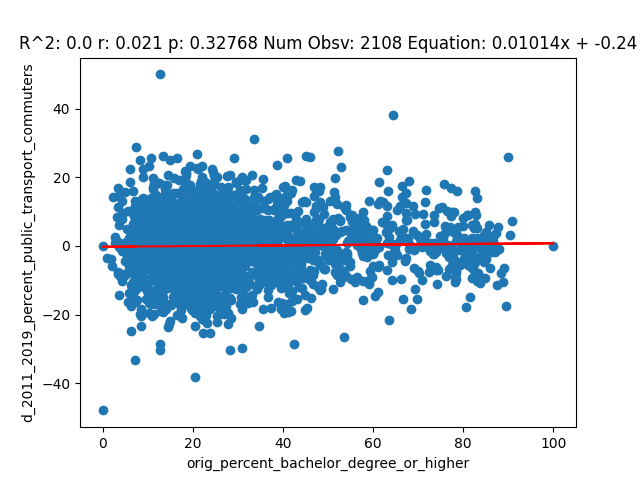 R^2: 0.0 r: 0.021 p: 0.32768 Num Obsv: 2108 Equation: 0.01014x + -0.24
d_2011_2019_percent_public_transport_commuters
40
20
0
−20
−40
0 20 40 60 80 100
orig_percent_bachelor_degree_or_higher